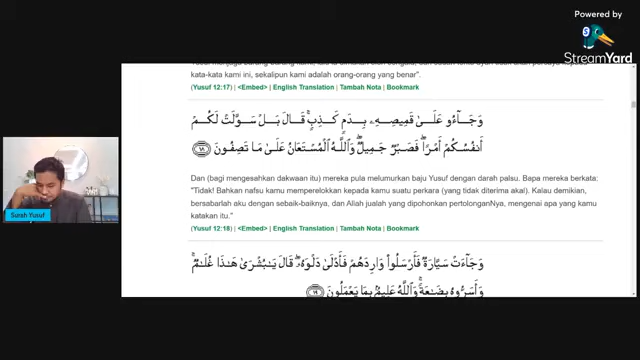 Powered by
StreamYard
kata-kata kami ini, sekalipun kami adalah orang-orang yang benar".
(Yusuf 12:17) | <Embed> | English Translation | Tambah Nota | Bookmark
وَجَآءُو عَلَىٰ قَمِيصِهِۦ بِدَمٍۢ كَذِبٍۢ ۚ قَالَ بَلْ سَوَّلَتْ لَكُمْ
أَنفُسُكُمْ أَمْرًۭا ۖ فَصَبْرٌۭ جَمِيلٌۭ ۖ وَٱللَّهُ ٱلْمُسْتَعَانُ عَلَىٰ مَا تَصِفُونَ ١٨
Dan (bagi mengesahkan dakwaan itu) mereka pula melumurkan baju Yusuf dengan darah palsu. Bapa mereka berkata:
"Tidak! Bahkan nafsu kamu memperelokkan kepada kamu suatu perkara (yang tidak diterima akal). Kalau demikian,
bersabarlah aku dengan sebaik-baiknya, dan Allah jualah yang dipohonkan pertolonganNya, mengenai apa yang kamu
katakan itu."
(Yusuf 12:18) | <Embed> | English Translation | Tambah Nota | Bookmark
وَجَآءَتْ سَيَّارَةٌۭ فَأَرْسَلُوا۟ وَارِدَهُمْ فَأَدْلَىٰ دَلْوَهُۥ ۖ قَالَ يَـٰبُشْرَىٰ هَـٰذَا غُلَـٰمٌۭ ۚ
وَأَسَرُّوهُ بِضَـٰعَةًۭ ۚ وَٱللَّهُ عَلِيمٌۢ بِمَا يَعْمَلُونَ ١٩
Surah Yusuf